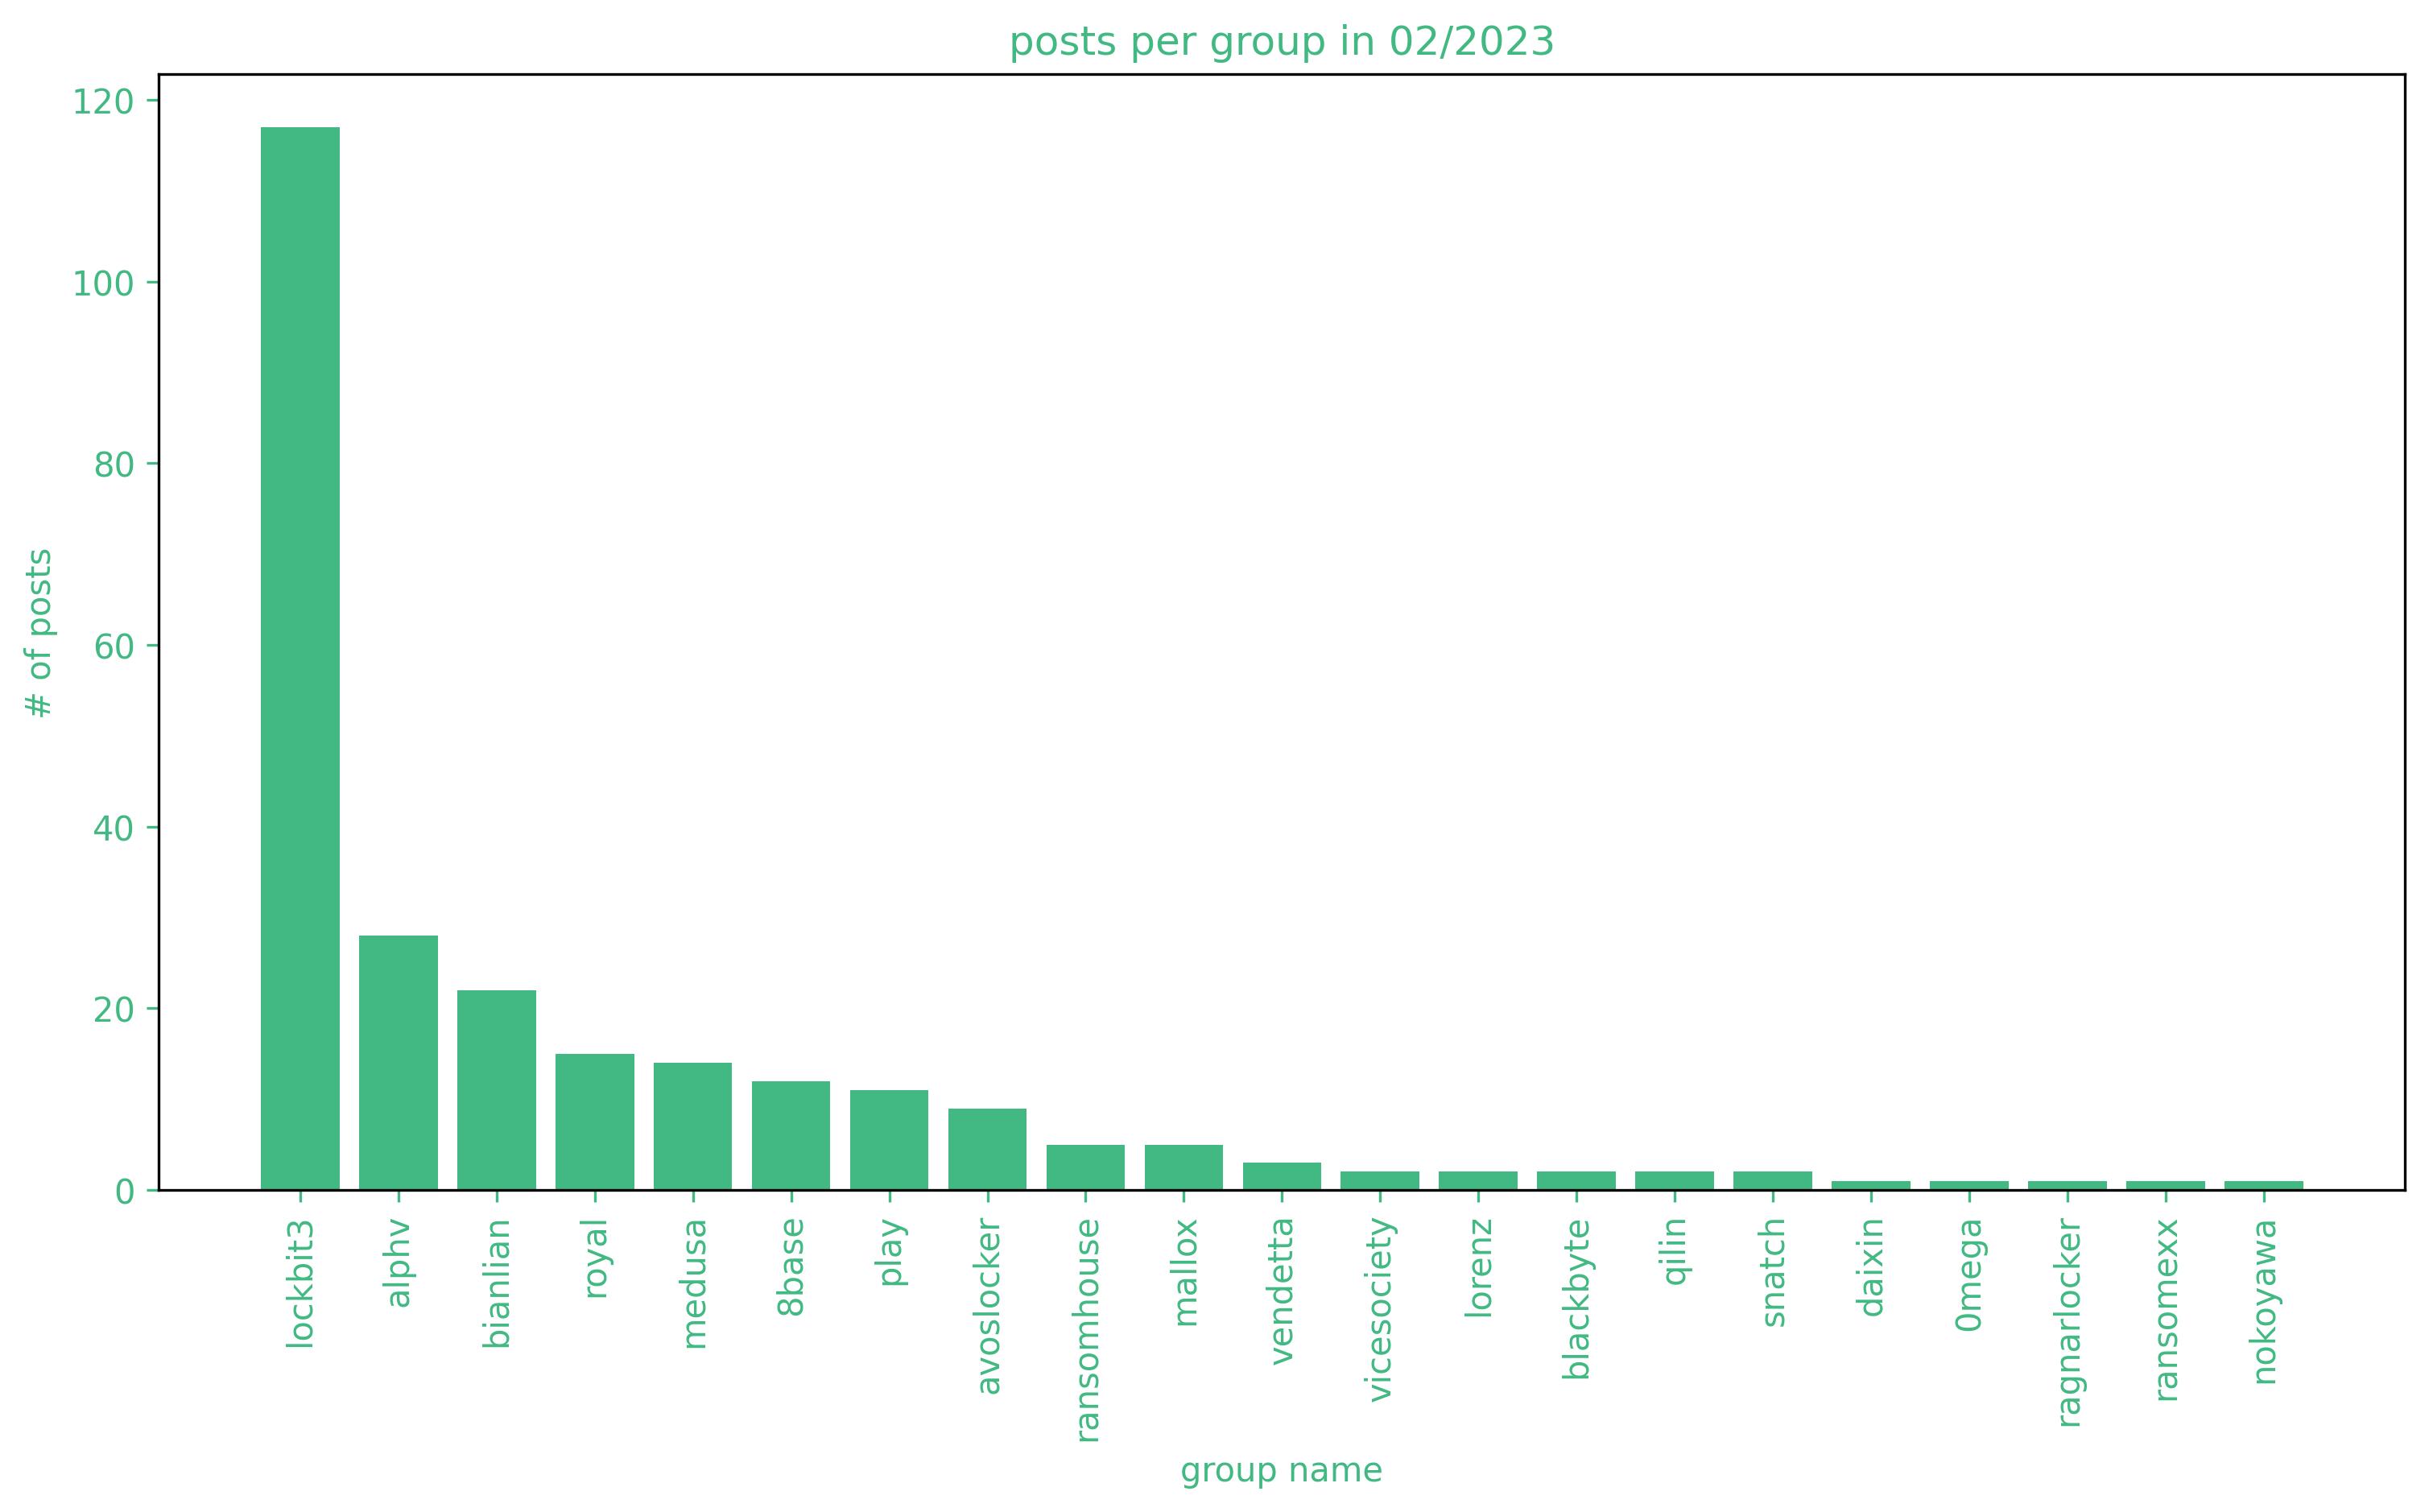 posts per group in 02/2023
120
100
80
60
40
20
0
# of posts
lockbit3
alphv
bianlian
royal
medusa
8base
play
avoslocker
ransomhouse
mallox
vendetta
vicesociety
lorenz
blackbyte
qilin
snatch
daixin
0mega
ragnarlocker
ransomexx
nokoyawa
group name